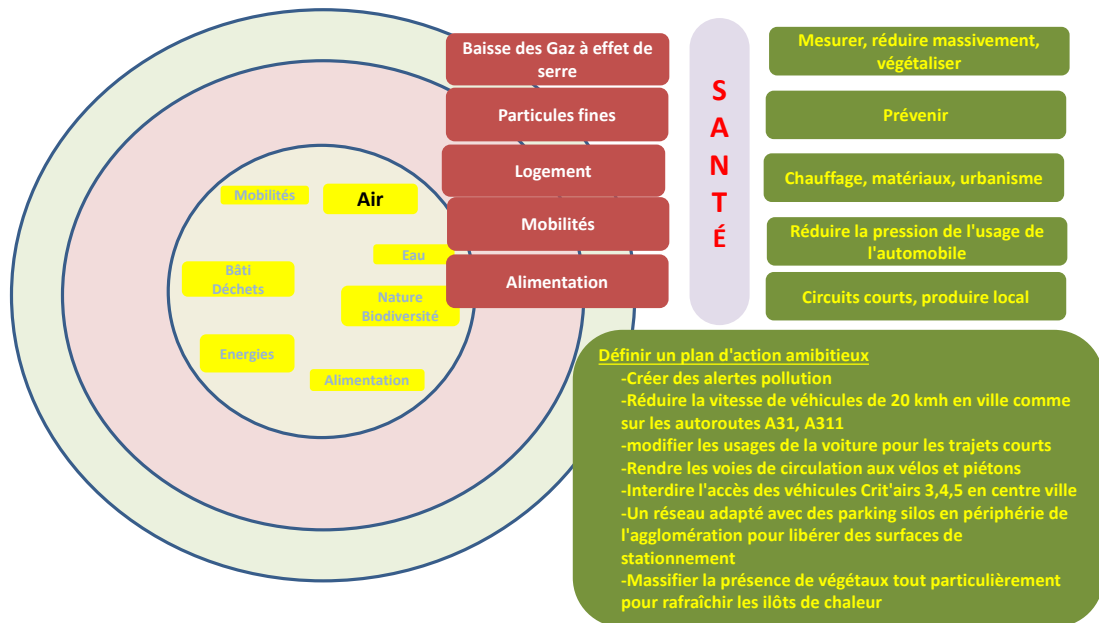 Mobilités
Air
Eau
Bâti
Déchets
Nature
Biodiversité
Energies
Alimentation
Baisse des Gaz à effet de
serre
Particules fines
Logement
Mobilités
Alimentation
S
A
N
T
É
Mesurer, réduire massivement,
végétaliser
Prévenir
Chauffage, matériaux, urbanisme
Réduire la pression de l'usage de
l'automobile
Circuits courts, produire local
Définir un plan d'action ambitieux
-Créer des alertes pollution
-Réduire la vitesse de véhicules de 20 kmh en ville comme
sur les autoroutes A31, A311
-modifier les usages de la voiture pour les trajets courts
-Rendre les voies de circulation aux vélos et piétons
-Interdire l'accès des véhicules Crit'airs 3,4,5 en centre ville
-Un réseau adapté avec des parking silos en périphérie de
l'agglomération pour libérer des surfaces de
stationnement
-Massifier la présence de végétaux tout particulièrement
pour rafraîchir les ilôts de chaleur